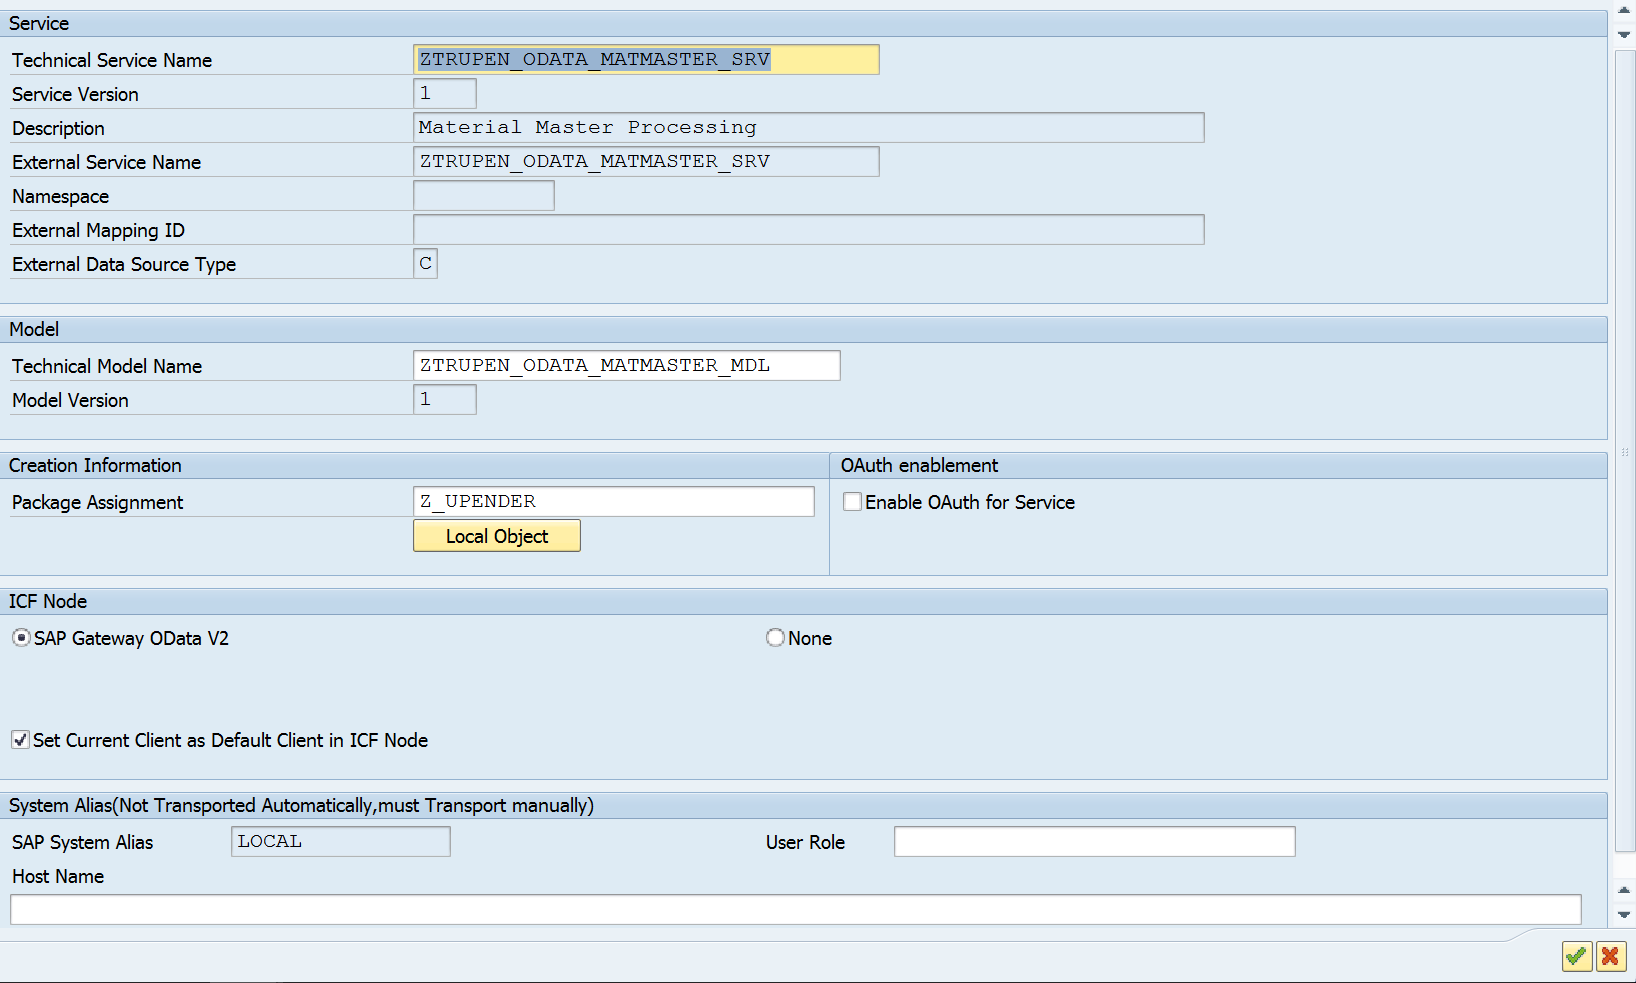 Service
Technical Service Name ZTRUPEN_ODATA_MATMASTER_SRV
Service Version 1
Description Material Master Processing
External Service Name ZTRUPEN_ODATA_MATMASTER_SRV
Namespace
External Mapping ID
External Data Source Type C
Model
Technical Model Name ZTRUPEN_ODATA_MATMASTER_MDL
Model Version 1
Creation Information OAuth enablement
Package Assignment Z_UPENDER Enable OAuth for Service
Local Object
ICF Node
SAP Gateway OData V2 None
Set Current Client as Default Client in ICF Node
System Alias(Not Transported Automatically,must Transport manually)
SAP System Alias LOCAL User Role
Host Name